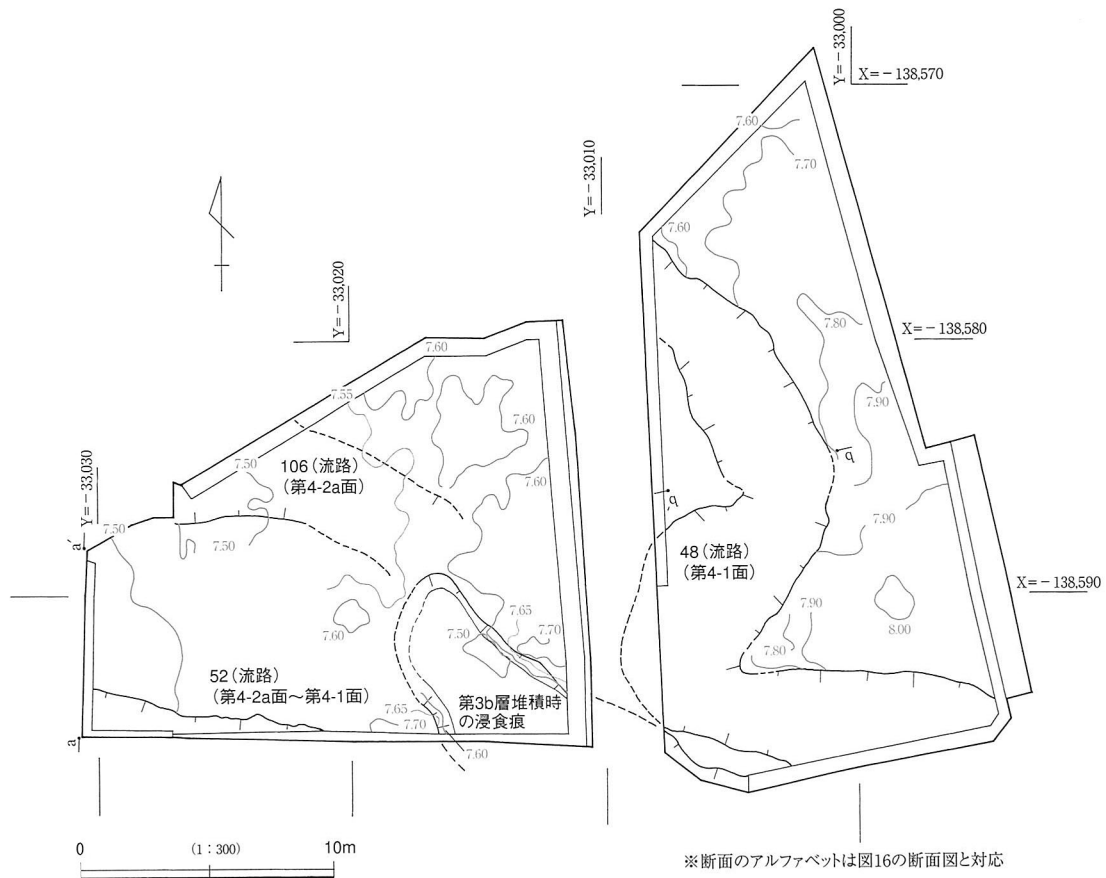 Y=－33,000
X=－138,570
7.60
7.70
Y=－33,010
7.60
Y=－33,020
7.80
X=－138,580
7.60
7.55
7.90
7.60
106（流路）
（第4-2a面）
7.50
7.60
b
b'
Y=－33,030
7.50
7.50
7.90
a'
48（流路）
（第4-1面）
X=－138,590
7.65
7.90
7.60
7.50
7.70
8.00
7.80
52（流路）
（第4-2a面～第4-1面）
7.65
7.70
第3b層堆積時
の浸食痕
a
7.60
0
（1：300）
10m
※断面のアルファベットは図16の断面図と対応